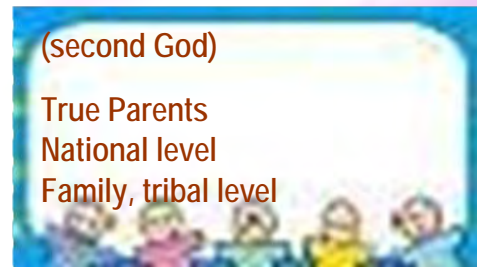 (second God)
True Parents
National level
Family, tribal level